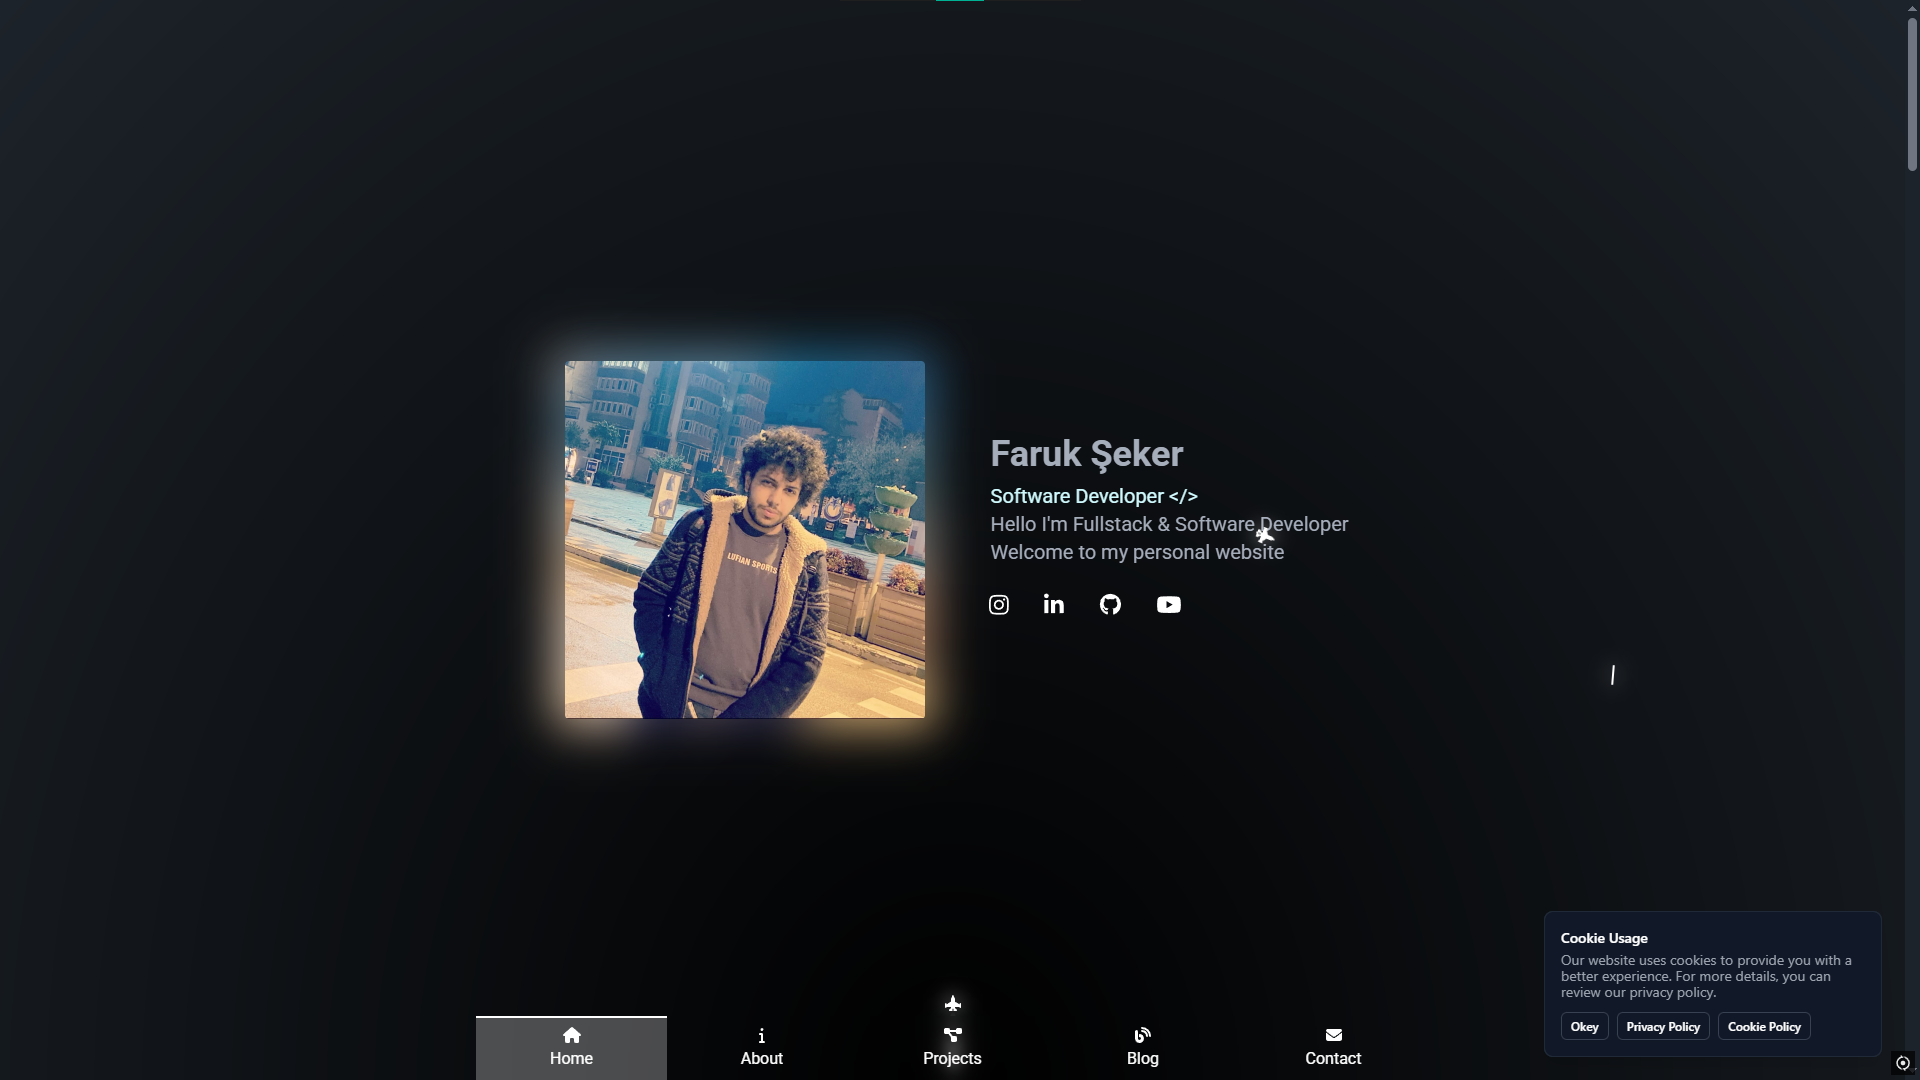 LUFIAN SPORTS
Faruk Şeker
Software Developer </>
Hello I'm Fullstack & Software Developer
Welcome to my personal website
Cookie Usage
Our website uses cookies to provide you with a
better experience. For more details, you can
review our privacy policy.
Okey
Privacy Policy
Cookie Policy
Home
About
Projects
Blog
Contact